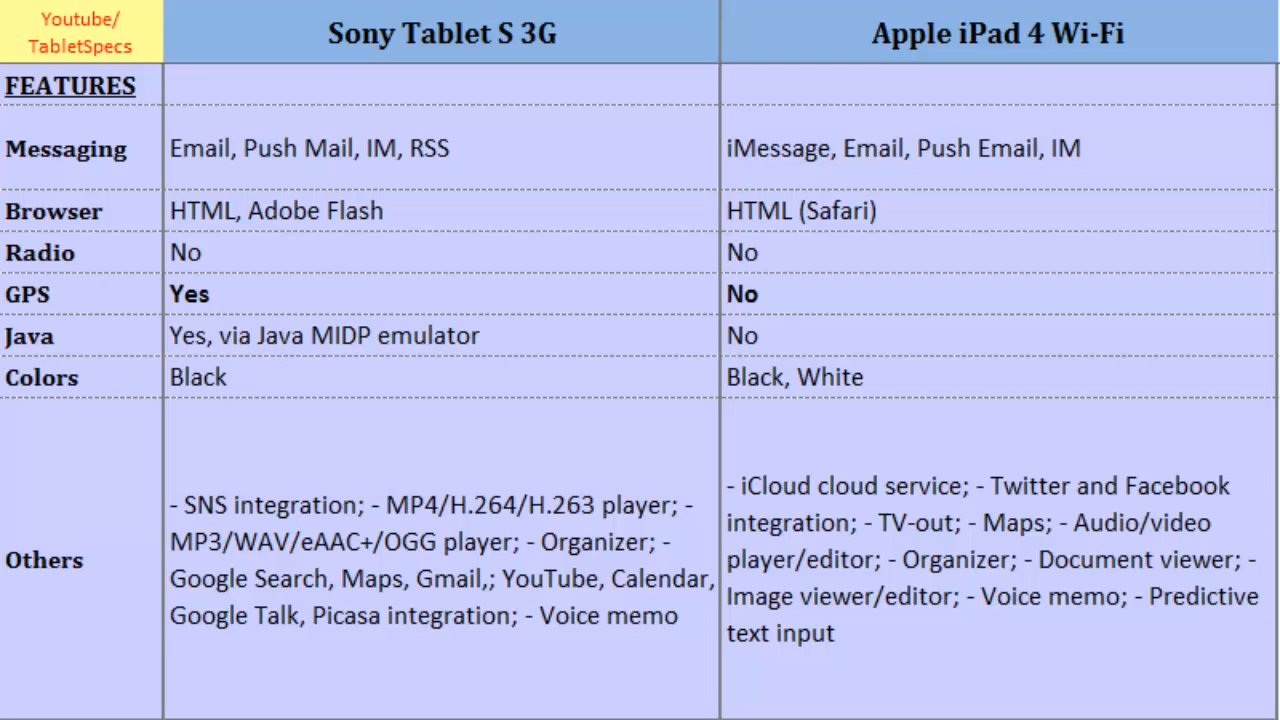 Youtube/
TabletSpecs
Sony Tablet S 3G
Apple iPad 4 Wi-Fi
FEATURES
Messaging
Email, Push Mail, IM, RSS
iMessage, Email, Push Email, IM
Browser
HTML, Adobe Flash
HTML (Safari)
Radio
No
No
GPS
Yes
No
Java
Yes, via Java MIDP emulator
No
Colors
Black
Black, White
Others
- SNS integration; - MP4/H.264/H.263 player; -
MP3/WAV/eAAC+/OGG player; - Organizer; -
Google Search, Maps, Gmail,; YouTube, Calendar,
Google Talk, Picasa integration; - Voice memo
- iCloud cloud service; - Twitter and Facebook
integration; - TV-out; - Maps; - Audio/video
player/editor; - Organizer; - Document viewer; -
Image viewer/editor; - Voice memo; - Predictive
text input